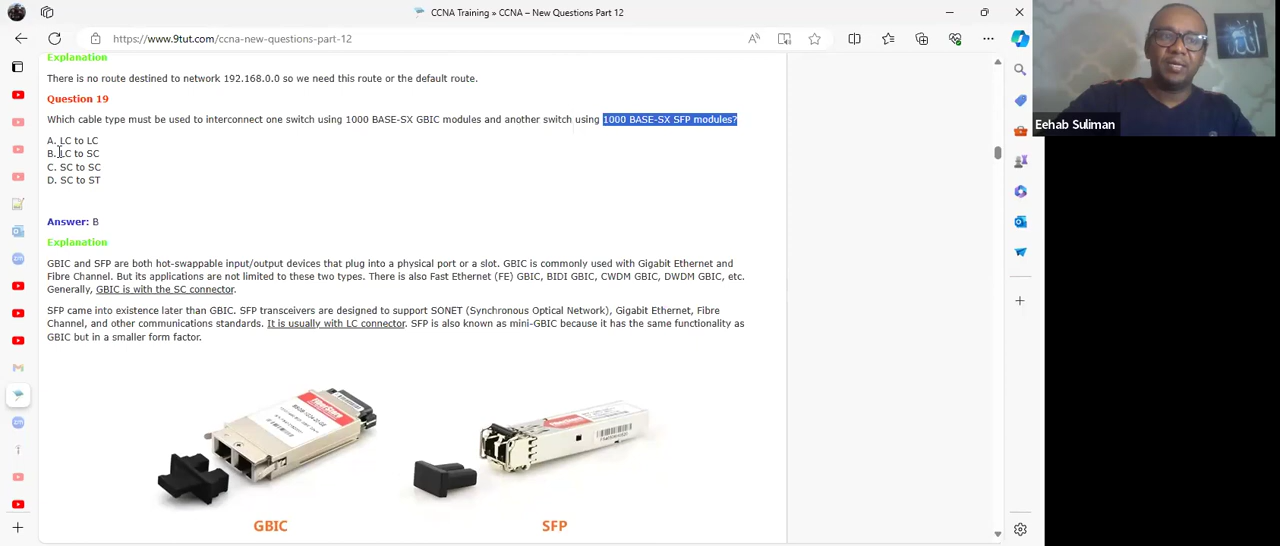 CCNA Training » CCNA – New Questions Part 12
https://www.9tut.com/ccna-new-questions-part-12
Explanation
There is no route destined to network 192.168.0.0 so we need this route or the default route.
Question 19
Which cable type must be used to interconnect one switch using 1000 BASE-SX GBIC modules and another switch using 1000 BASE-SX SFP modules?
A. LC to LC
B. LC to SC
C. SC to SC
D. SC to ST
Answer: B
Explanation
GBIC and SFP are both hot-swappable input/output devices that plug into a physical port or a slot. GBIC is commonly used with Gigabit Ethernet and
Fibre Channel. But its applications are not limited to these two types. There is also Fast Ethernet (FE) GBIC, BIDI GBIC, CWDM GBIC, DWDM GBIC, etc.
Generally, GBIC is with the SC connector.
SFP came into existence later than GBIC. SFP transceivers are designed to support SONET (Synchronous Optical Network), Gigabit Ethernet, Fibre
Channel, and other communications standards. It is usually with LC connector. SFP is also known as mini-GBIC because it has the same functionality as
GBIC but in a smaller form factor.
GBIC
SFP
Eehab Suliman